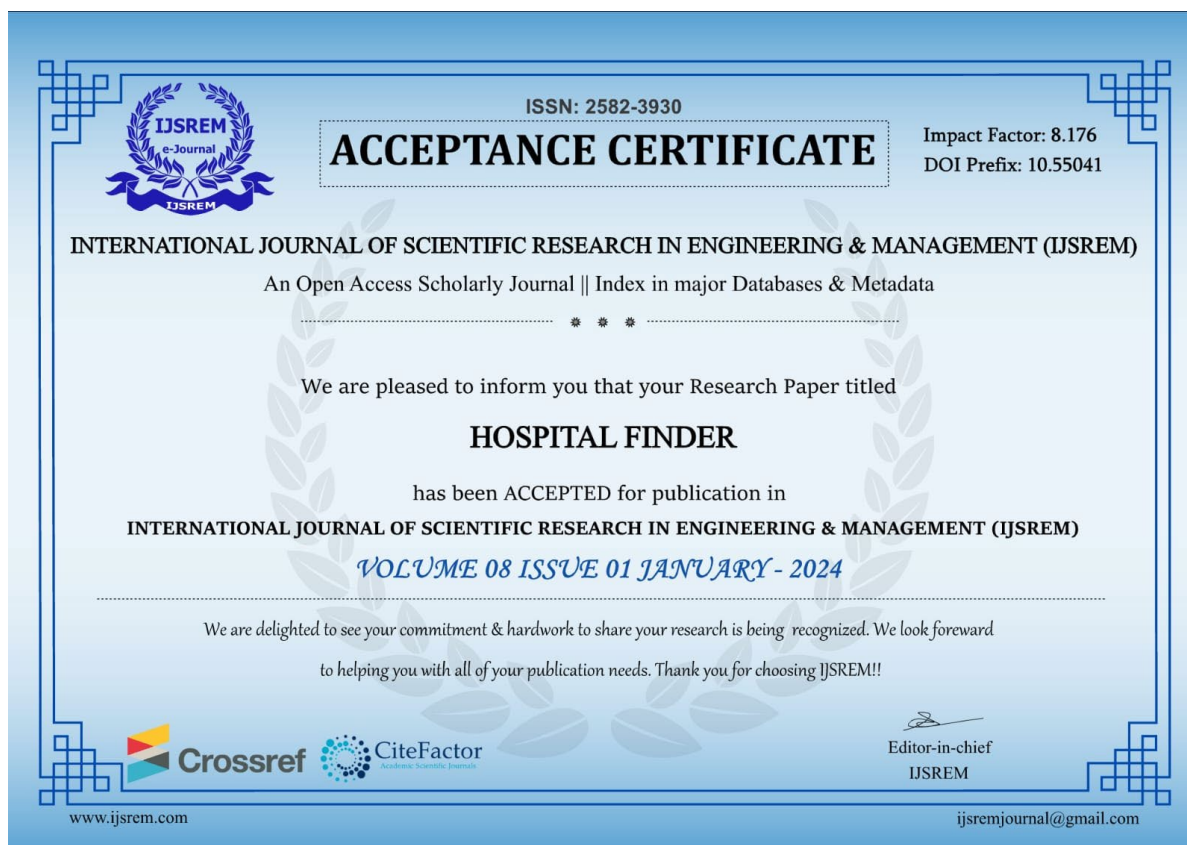 IJSREM
e-Journal
IJSREM
ISSN: 2582-3930
ACCEPTANCE CERTIFICATE
Impact Factor: 8.176
DOI Prefix: 10.55041
INTERNATIONAL JOURNAL OF SCIENTIFIC RESEARCH IN ENGINEERING & MANAGEMENT (IJSREM)
An Open Access Scholarly Journal || Index in major Databases & Metadata
We are pleased to inform you that your Research Paper titled
HOSPITAL FINDER
has been ACCEPTED for publication in
INTERNATIONAL JOURNAL OF SCIENTIFIC RESEARCH IN ENGINEERING & MANAGEMENT (IJSREM)
VOLUME 08 ISSUE 01 JANUARY - 2024
We are delighted to see your commitment & hardwork to share your research is being recognized. We look foreward
to helping you with all of your publication needs. Thank you for choosing IJSREM!!
Crossref
CiteFactor
Academic Scientific Journals
Editor-in-chief
IJSREM
www.ijsrem.com
ijsremjournal@gmail.com